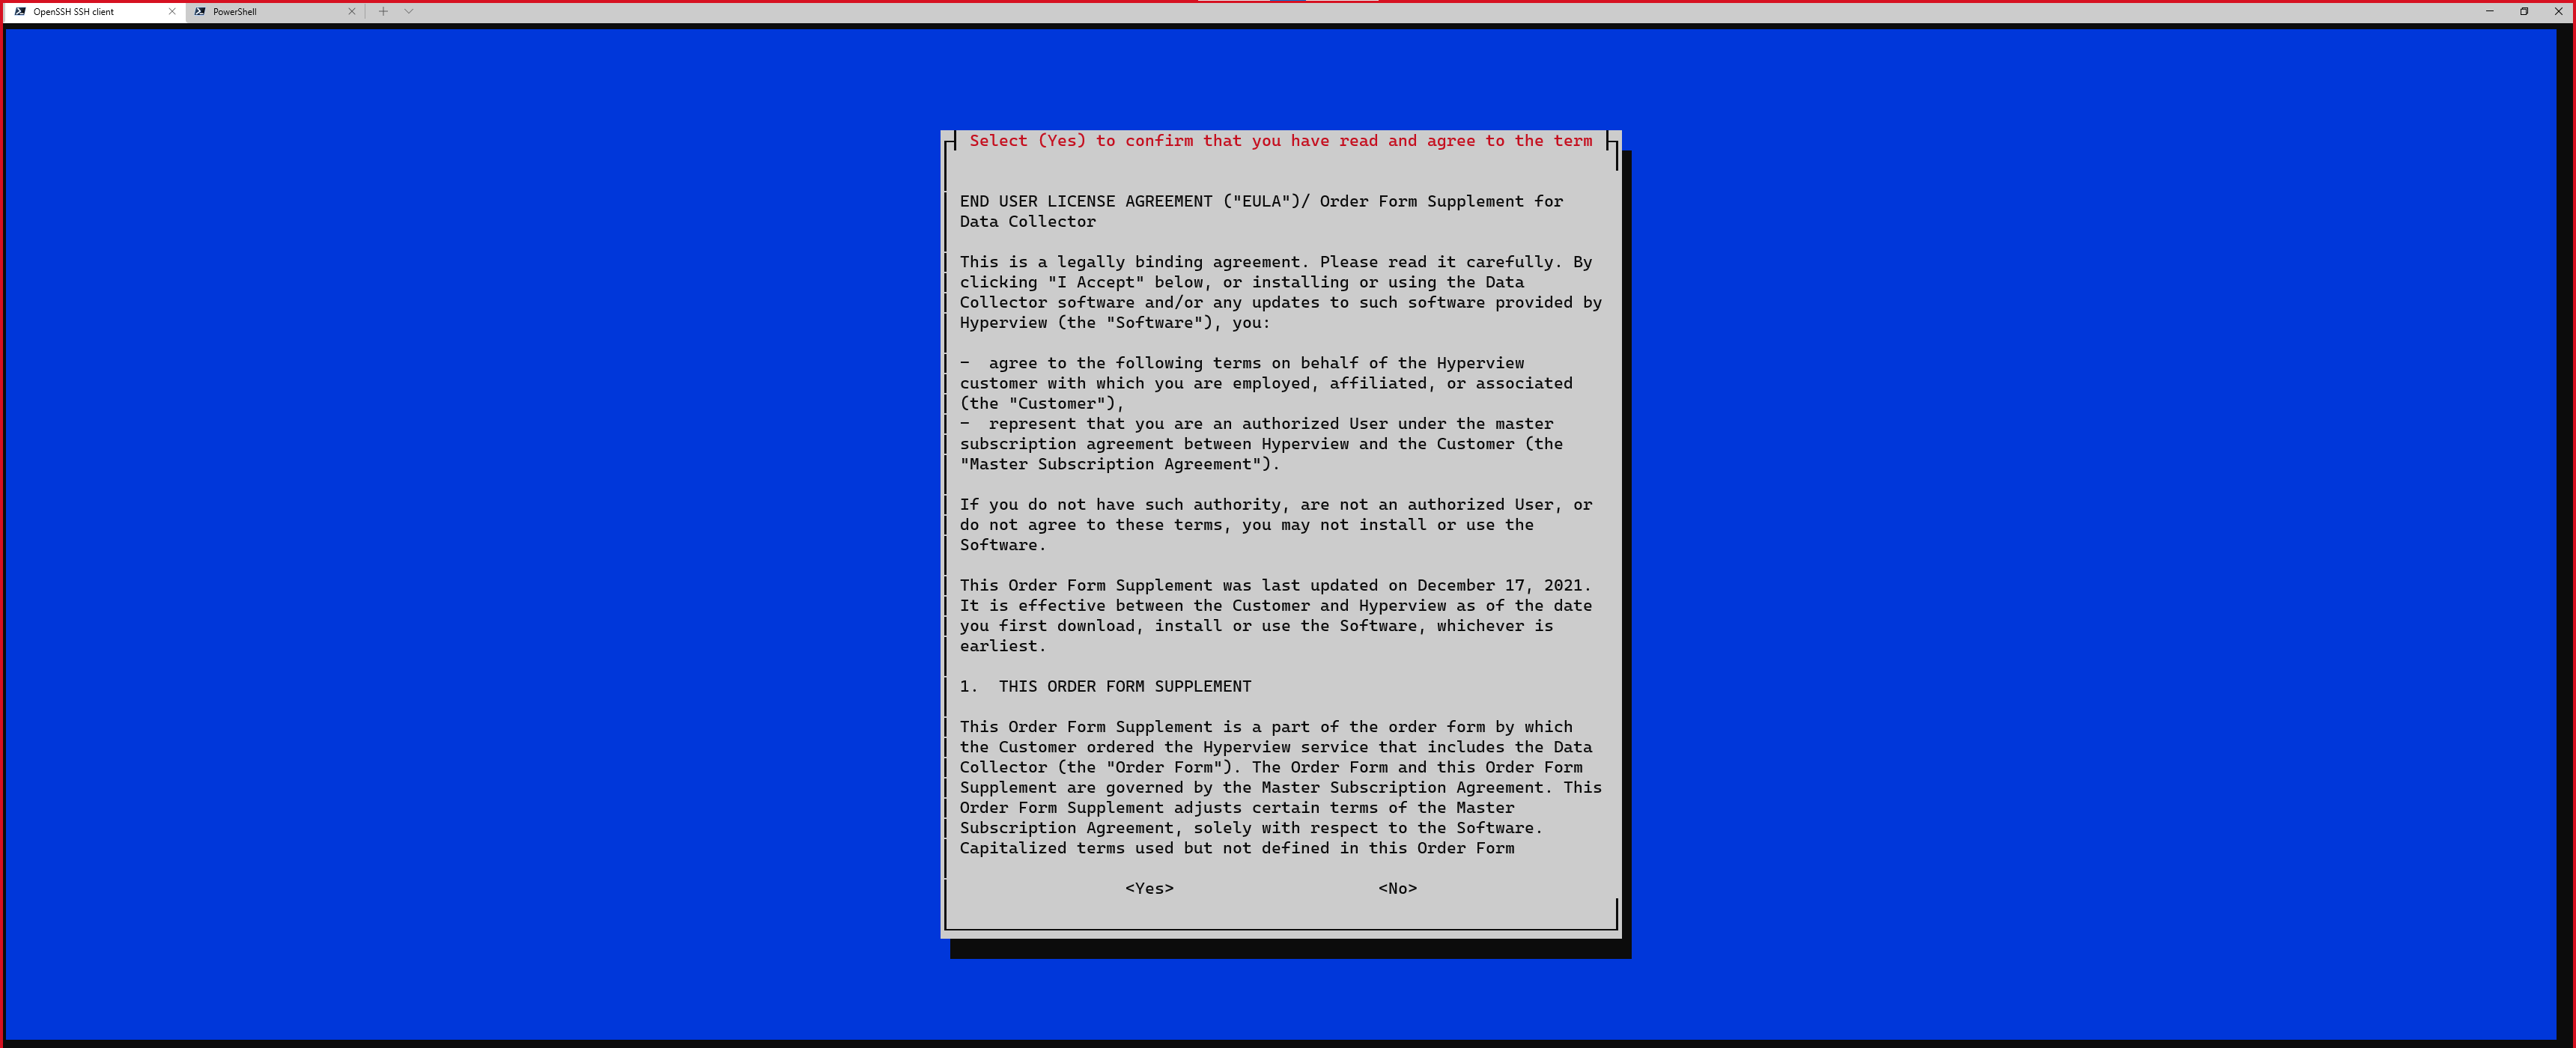 OpenSSH SSH client
PowerShell
Select (Yes) to confirm that you have read and agree to the term
END USER LICENSE AGREEMENT ("EULA")/ Order Form Supplement for
Data Collector
This is a legally binding agreement. Please read it carefully. By
clicking "I Accept" below, or installing or using the Data
Collector software and/or any updates to such software provided by
Hyperview (the "Software"), you:
-  agree to the following terms on behalf of the Hyperview
customer with which you are employed, affiliated, or associated
(the "Customer"),
-  represent that you are an authorized User under the master
subscription agreement between Hyperview and the Customer (the
"Master Subscription Agreement").
If you do not have such authority, are not an authorized User, or
do not agree to these terms, you may not install or use the
Software.
This Order Form Supplement was last updated on December 17, 2021.
It is effective between the Customer and Hyperview as of the date
you first download, install or use the Software, whichever is
earliest.
1.  THIS ORDER FORM SUPPLEMENT
This Order Form Supplement is a part of the order form by which
the Customer ordered the Hyperview service that includes the Data
Collector (the "Order Form"). The Order Form and this Order Form
Supplement are governed by the Master Subscription Agreement. This
Order Form Supplement adjusts certain terms of the Master
Subscription Agreement, solely with respect to the Software.
Capitalized terms used but not defined in this Order Form
<Yes> <No>